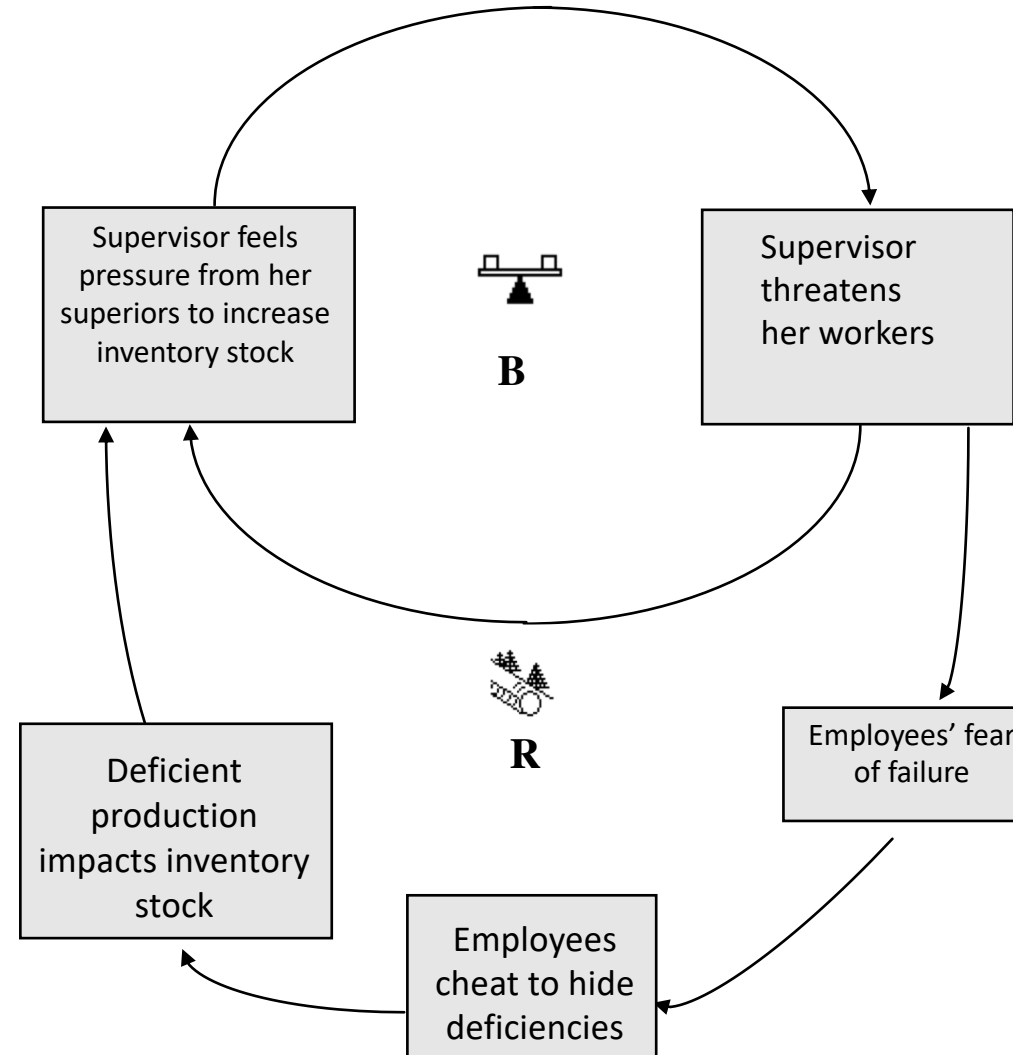 Supervisor feels
pressure from her
superiors to increase
inventory stock
Supervisor
threatens
her workers
B
R
Employees’ fear
of failure
Deficient
production
impacts inventory
stock
Employees
cheat to hide
deficiencies